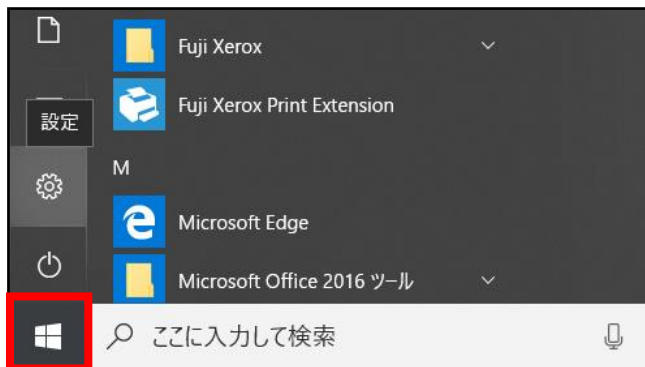 Fuji Xerox
Fuji Xerox Print Extension
設定
M
Microsoft Edge
Microsoft Office 2016 ツール
ここに入力して検索